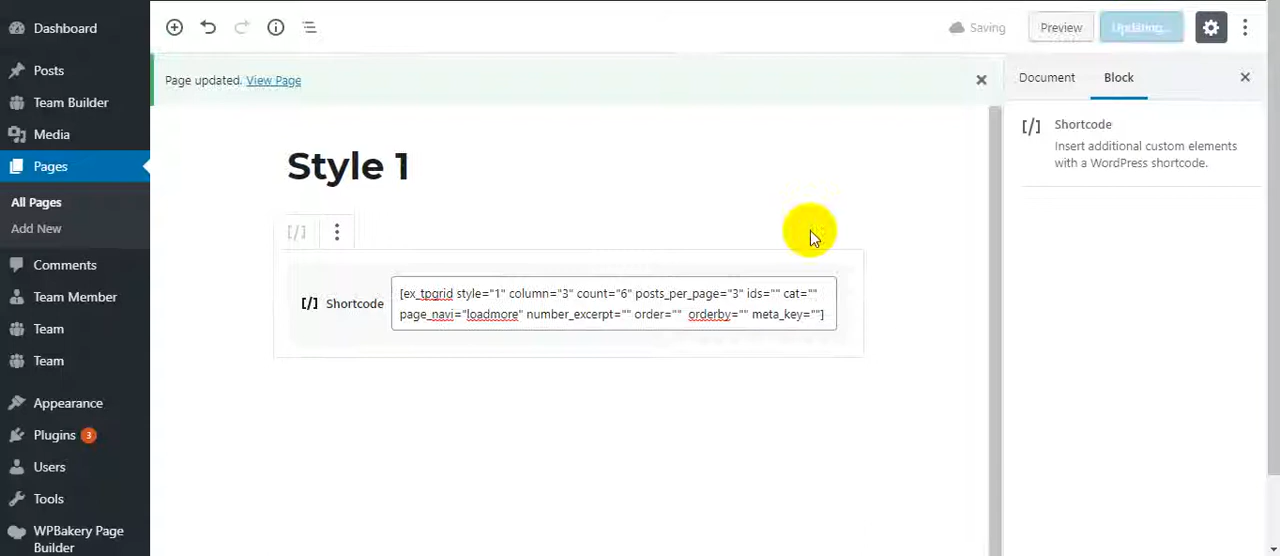 Dashboard
Posts
Team Builder
Media
Pages
All Pages
Add New
Comments
Team Member
Team
Team
Appearance
Plugins 3
Users
Tools
WPBakery Page
Builder
Saving
Preview
Updating...
Page updated. View Page
Style 1
[/]
[/] Shortcode
[ex_tpgrid style="1" column="3" count="6" posts_per_page="3" ids="" cat=""
page_navi="loadmore" number_excerpt="" order="" orderby="" meta_key=""]
Document
Block
[/]
Shortcode
Insert additional custom elements
with a WordPress shortcode.